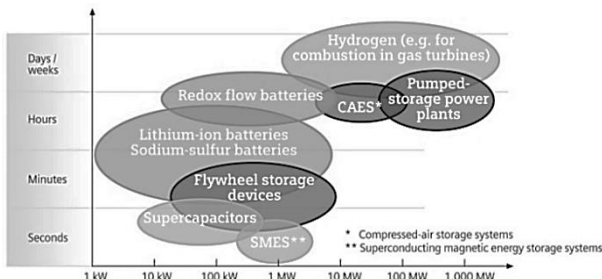 Days /
weeks
Hours
Minutes
Seconds
Hydrogen (e.g. for
combustion in gas turbines)
Redox flow batteries
CAES*
Pumped-
storage power
plants
Lithium-ion batteries
Sodium-sulfur batteries
Flywheel storage
devices
Supercapacitors
SMES**
* Compressed-air storage systems
** Superconducting magnetic energy storage systems
1 kW 10 kW 100 kW 1 MW 10 MW 100 MW 1 000 MW